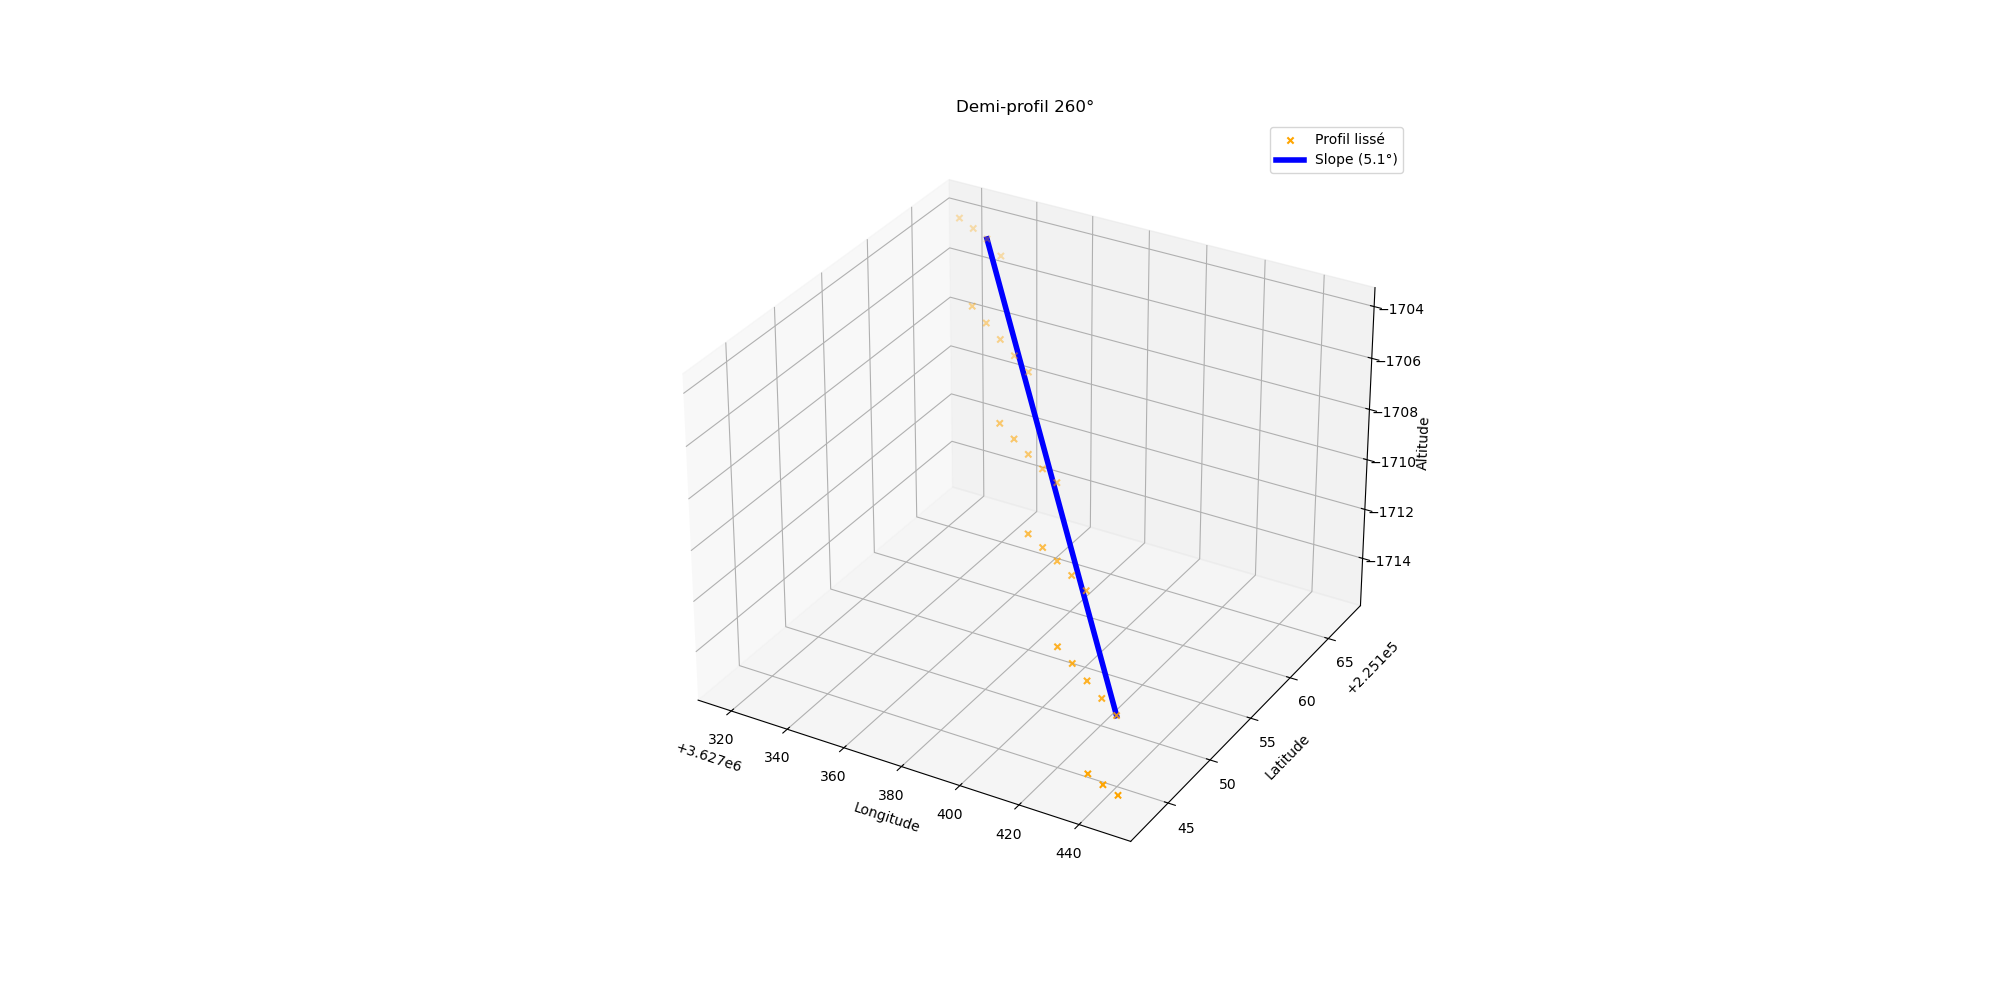 Demi-profil 260°
Profil lissé
Slope (5.1°)
−1704
−1706
−1708
−1710
−1712
−1714
Altitude
65
60
55
50
45
+2.251e5
Latitude
320
340
360
380
400
420
440
+3.627e6
Longitude